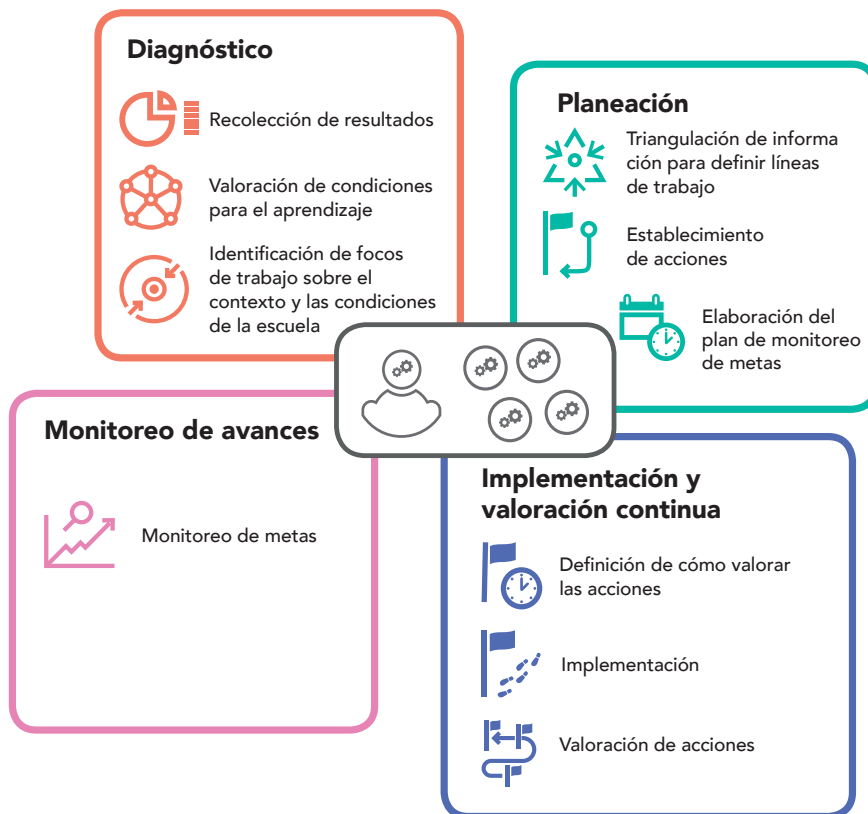 Diagnóstico
Recolección de resultados
Valoración de condiciones
para el aprendizaje
Identificación de focos
de trabajo sobre el
contexto y las condiciones
de la escuela
Planeación
Triangulación de informa
ción para definir líneas
de trabajo
Establecimiento
de acciones
Elaboración del
plan de monitoreo
de metas
Monitoreo de avances
Monitoreo de metas
Implementación y
valoración continua
Definición de cómo valorar
las acciones
Implementación
Valoración de acciones